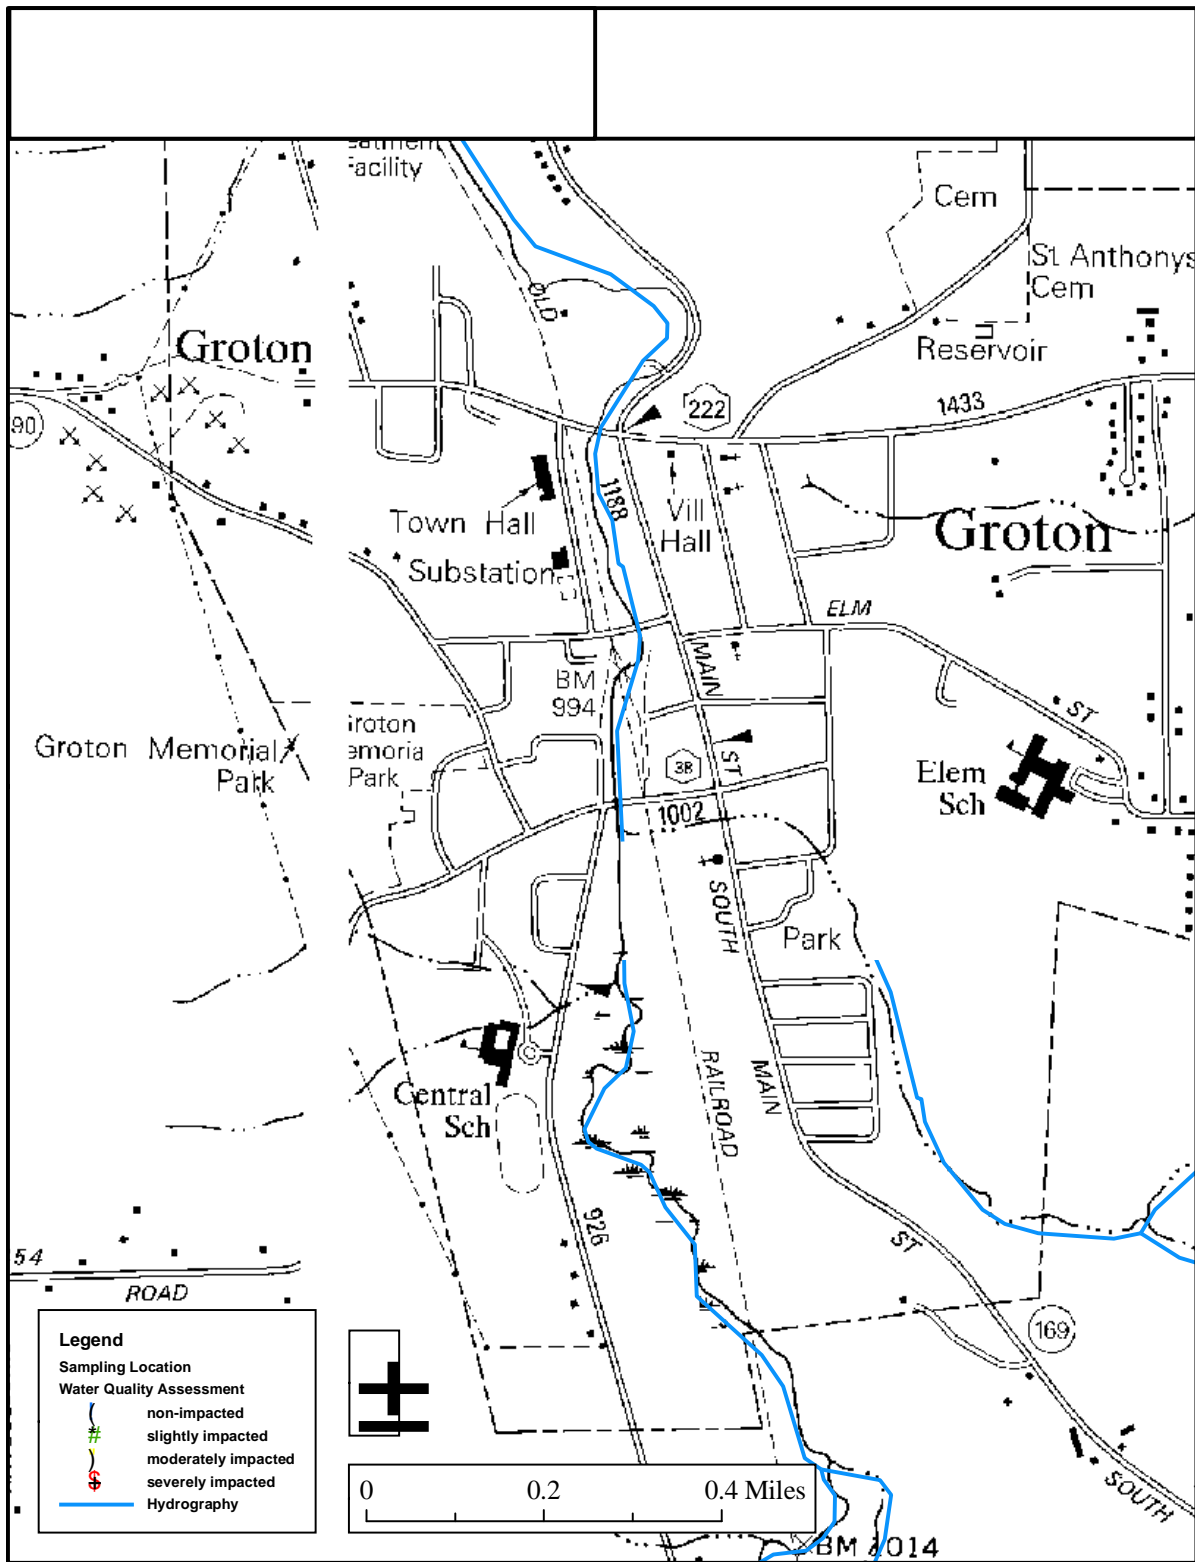 Facility
Cem
St Anthonys
Cem
OLD
Groton
Reservoir
90
222
1433
Town Hall
1188
Vill
Hall
Groton
Substation
ELM
MAIN
BM
994
ST
Groton Memorial
Park
Groton
emoria
Park
38
ST
Elem
Sch
1002
SOUTH
Park
Central
Sch
RAILROAD
MAIN
926
ST
54
ROAD
169
SOUTH
Legend
Sampling Location
Water Quality Assessment
non-impacted
slightly impacted
moderately impacted
severely impacted
Hydrography
0 0.2 0.4 Miles
BM 1014